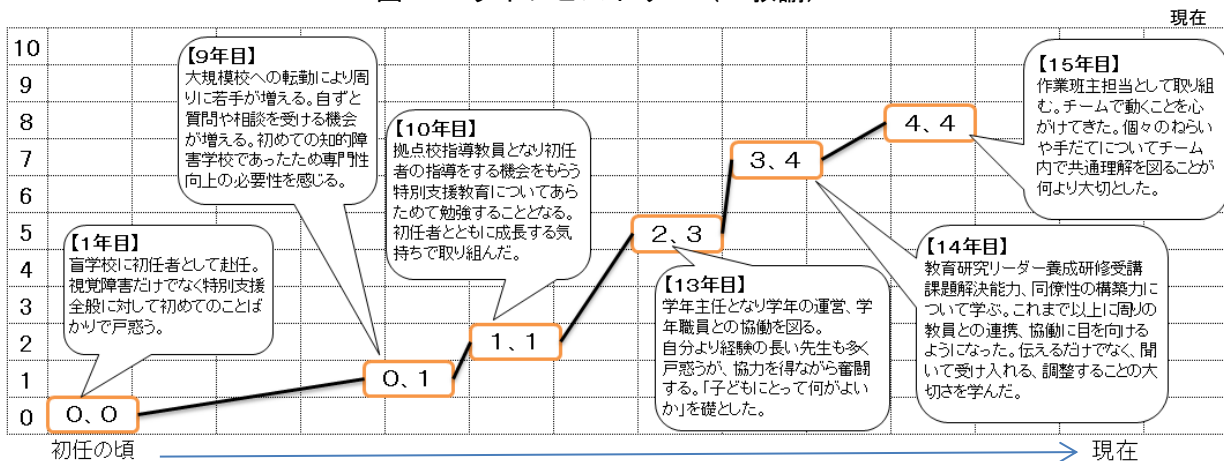 現在
10
9
8
7
6
5
4
3
2
1
0
【1年目】
盲学校に初任者として赴任。
視覚障害だけでなく特別支援
全般に対して初めてのことば
かりで戸惑う。
0、0
【9年目】
大規模校への転勤により周
りに若手が増える。自ずと
質問や相談を受ける機会
が増える。初めての知的障
害学校であったため専門性
向上の必要性を感じる。
0、1
【10年目】
拠点校指導教員となり初任
者の指導をする機会をもらう
特別支援教育についてあら
ためて勉強することとなる。
初任者とともに成長する気
持ちで取り組んだ。
1、1
2、3
【13年目】
学年主任となり学年の運営、学
年職員との協働を図る。
自分より経験の長い先生も多く
戸惑うが、協力を得ながら奮闘
する。「子どもにとって何がよい
か」を礎とした。
3、4
【14年目】
教育研究リーダー養成研修受講
課題解決能力、同僚性の構築力に
ついて学ぶ。これまで以上に周りの
教員との連携、協働に目を向ける
ようになった。伝えるだけでなく、聞
いて受け入れる、調整することの大
切さを学んだ。
4、4
【15年目】
作業班主担当として取り組
む。チームで動くことを心
がけてきた。個々のねらい
や手だてについてチーム
内で共通理解を図ることが
何より大切とした。
初任の頃
現在